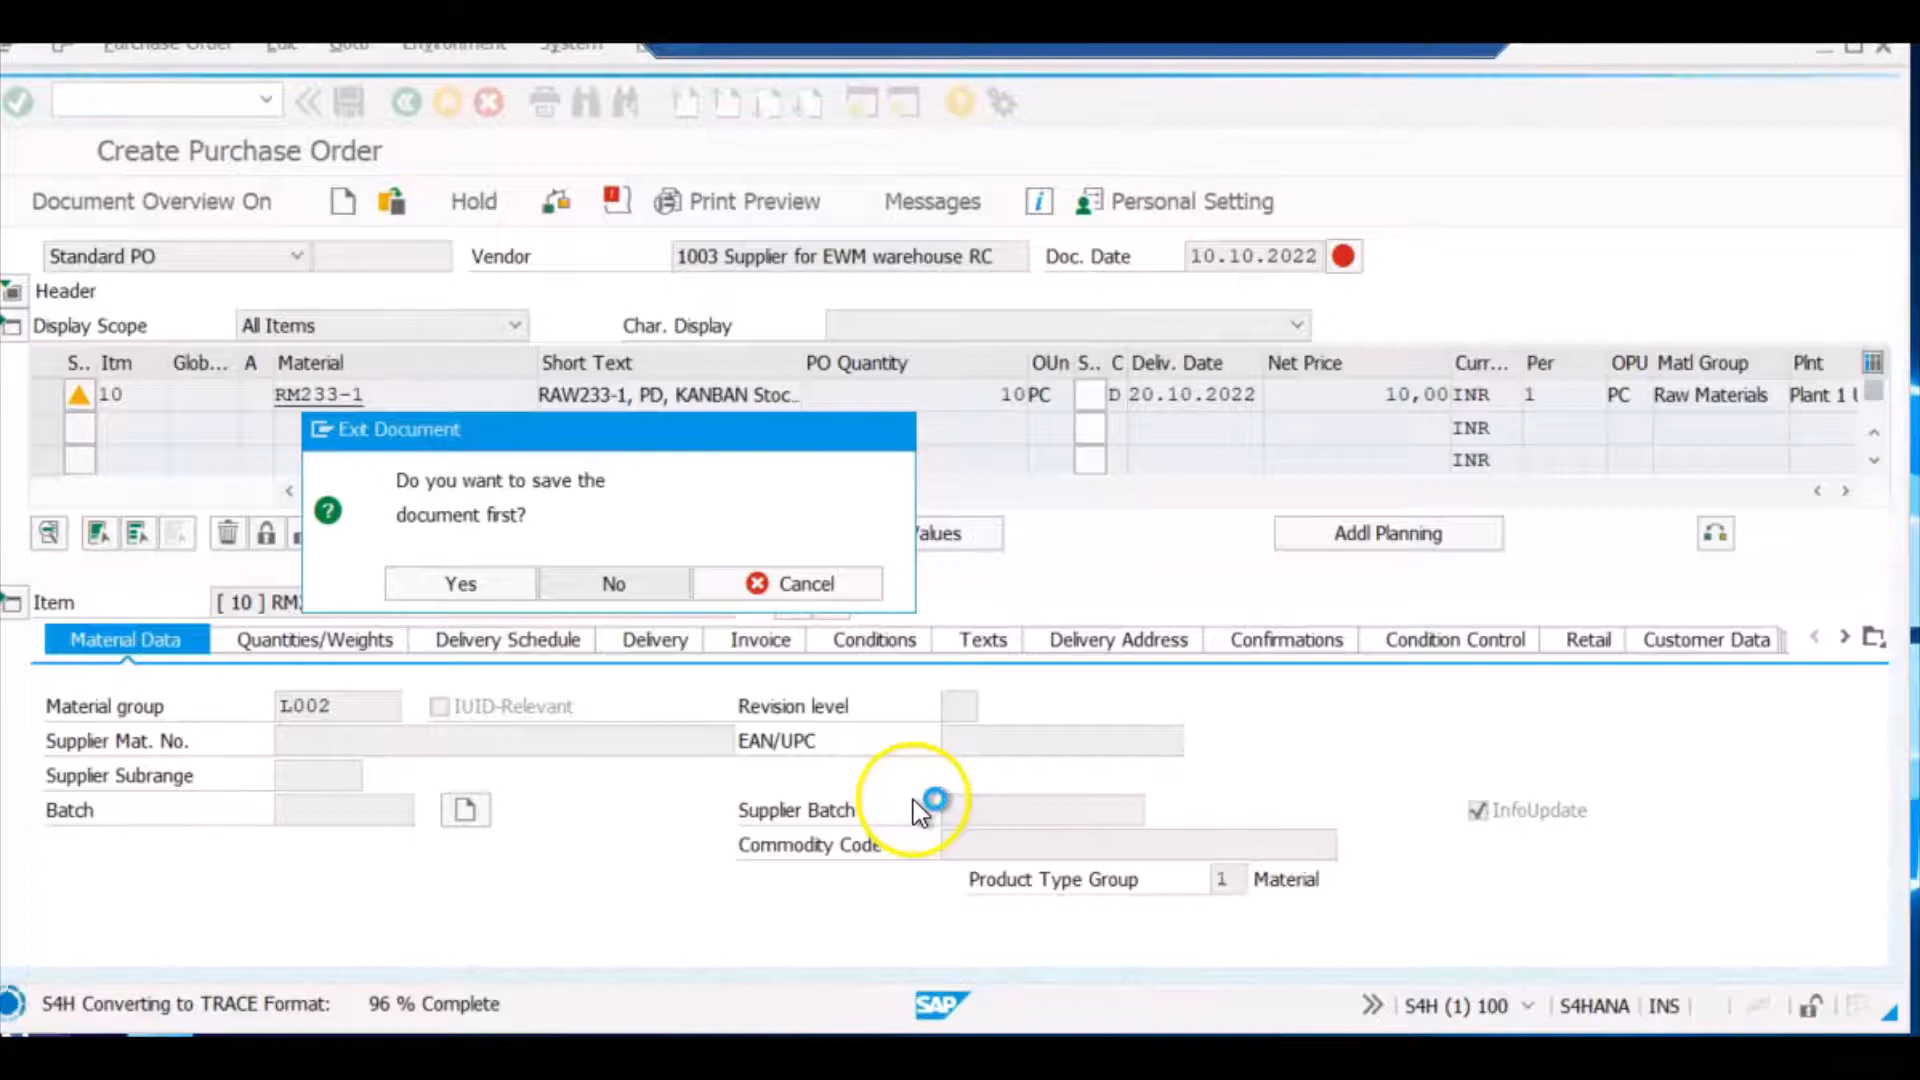 Purchase Order Edit Goto Environment System
Create Purchase Order
Document Overview On Hold Print Preview Messages Personal Setting
Standard PO Vendor 1003 Supplier for EWM warehouse RC Doc. Date 10.10.2022
Header
Display Scope All Items Char. Display
S.. Itm Glob... A Material Short Text PO Quantity OUn S.. C Deliv. Date Net Price Curr... Per OPU Matl Group Plnt
10 RM233-1 RAW233-1, PD, KANBAN Stoc... 10 PC D 20.10.2022 10,00 INR 1 PC Raw Materials Plant 1
INR
INR
Exit Document
Do you want to save the
document first?
Yes No Cancel
Addl Planning
Item [ 10 ]
Material Data Quantities/Weights Delivery Schedule Delivery Invoice Conditions Texts Delivery Address Confirmations Condition Control Retail Customer Data
Material group L002 IUID-Relevant Revision level
Supplier Mat. No. EAN/UPC
Supplier Subrange
Batch Supplier Batch InfoUpdate
Commodity Code
Product Type Group 1 Material
S4H Converting to TRACE Format: 96 % Complete SAP S4H (1) 100 S4HANA INS